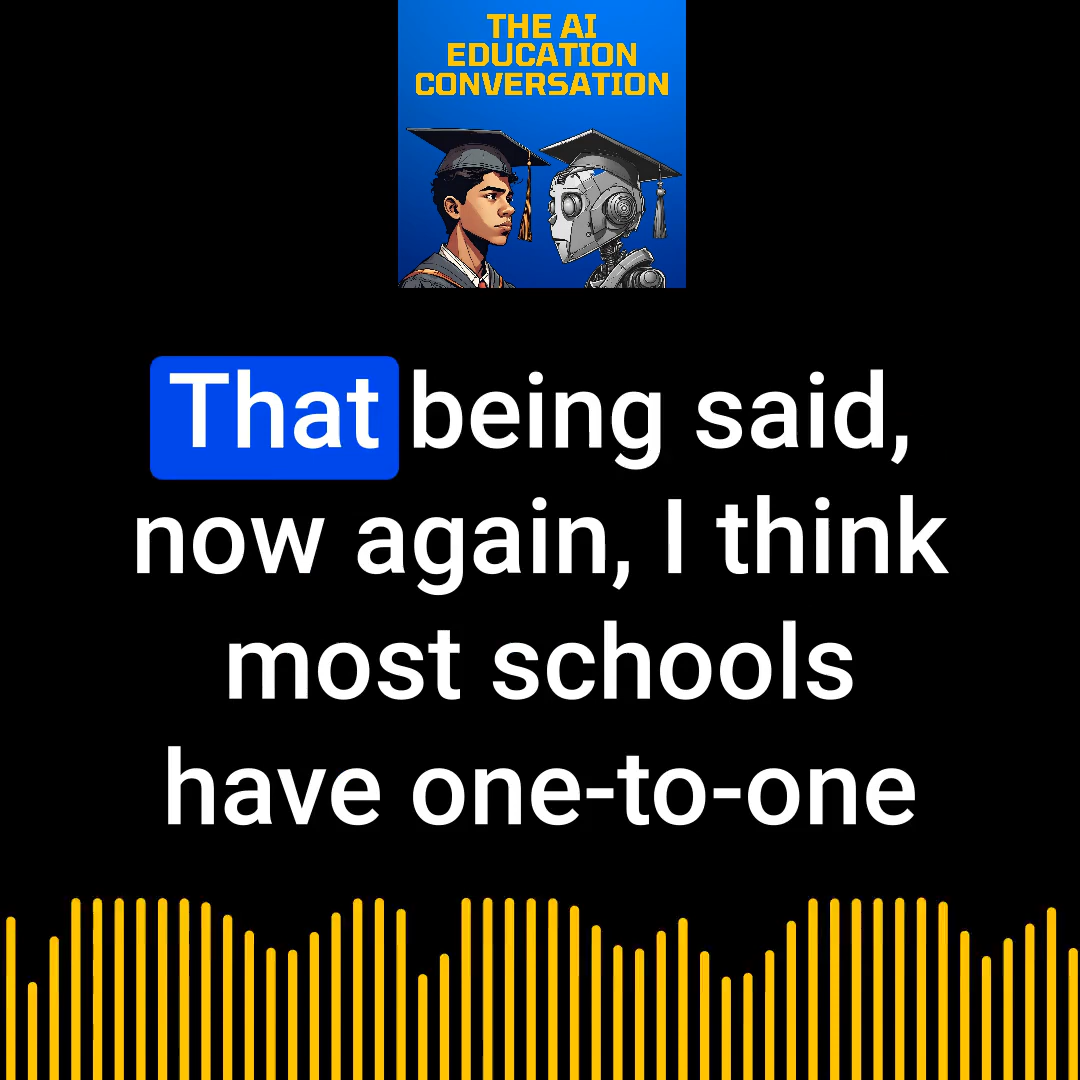 THE AI
EDUCATION
CONVERSATION
That being said,
now again, I think
most schools
have one-to-one